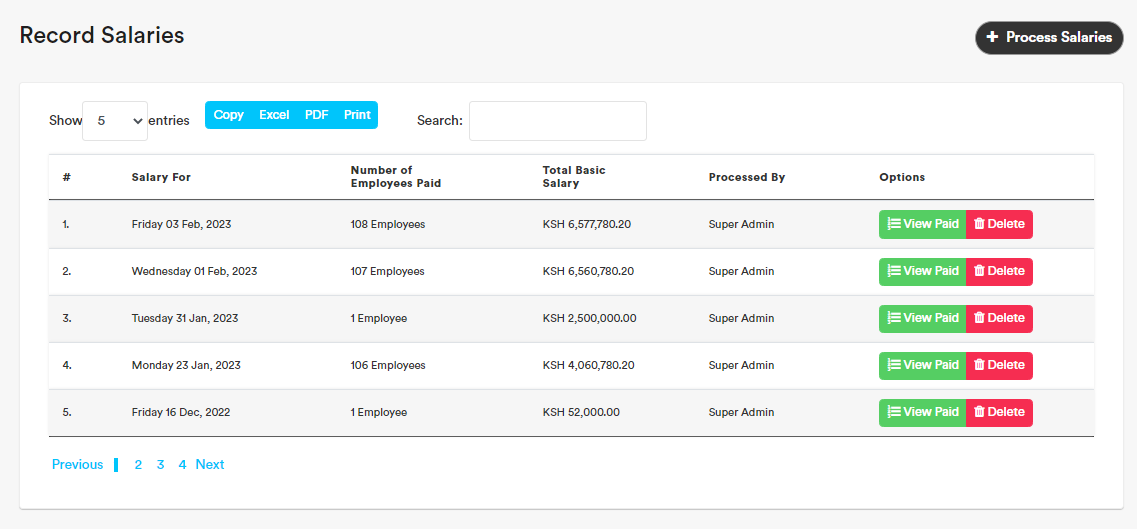 Record Salaries
Process Salaries
Show 5 entries Copy Excel PDF Print Search:
# Salary For Number of Employees Paid Total Basic Salary Processed By Options
1. Friday 03 Feb, 2023 108 Employees KSH 6,577,780.20 Super Admin View Paid Delete
2. Wednesday 01 Feb, 2023 107 Employees KSH 6,560,780.20 Super Admin View Paid Delete
3. Tuesday 31 Jan, 2023 1 Employee KSH 2,500,000.00 Super Admin View Paid Delete
4. Monday 23 Jan, 2023 106 Employees KSH 4,060,780.20 Super Admin View Paid Delete
5. Friday 16 Dec, 2022 1 Employee KSH 52,000.00 Super Admin View Paid Delete
Previous 2 3 4 Next